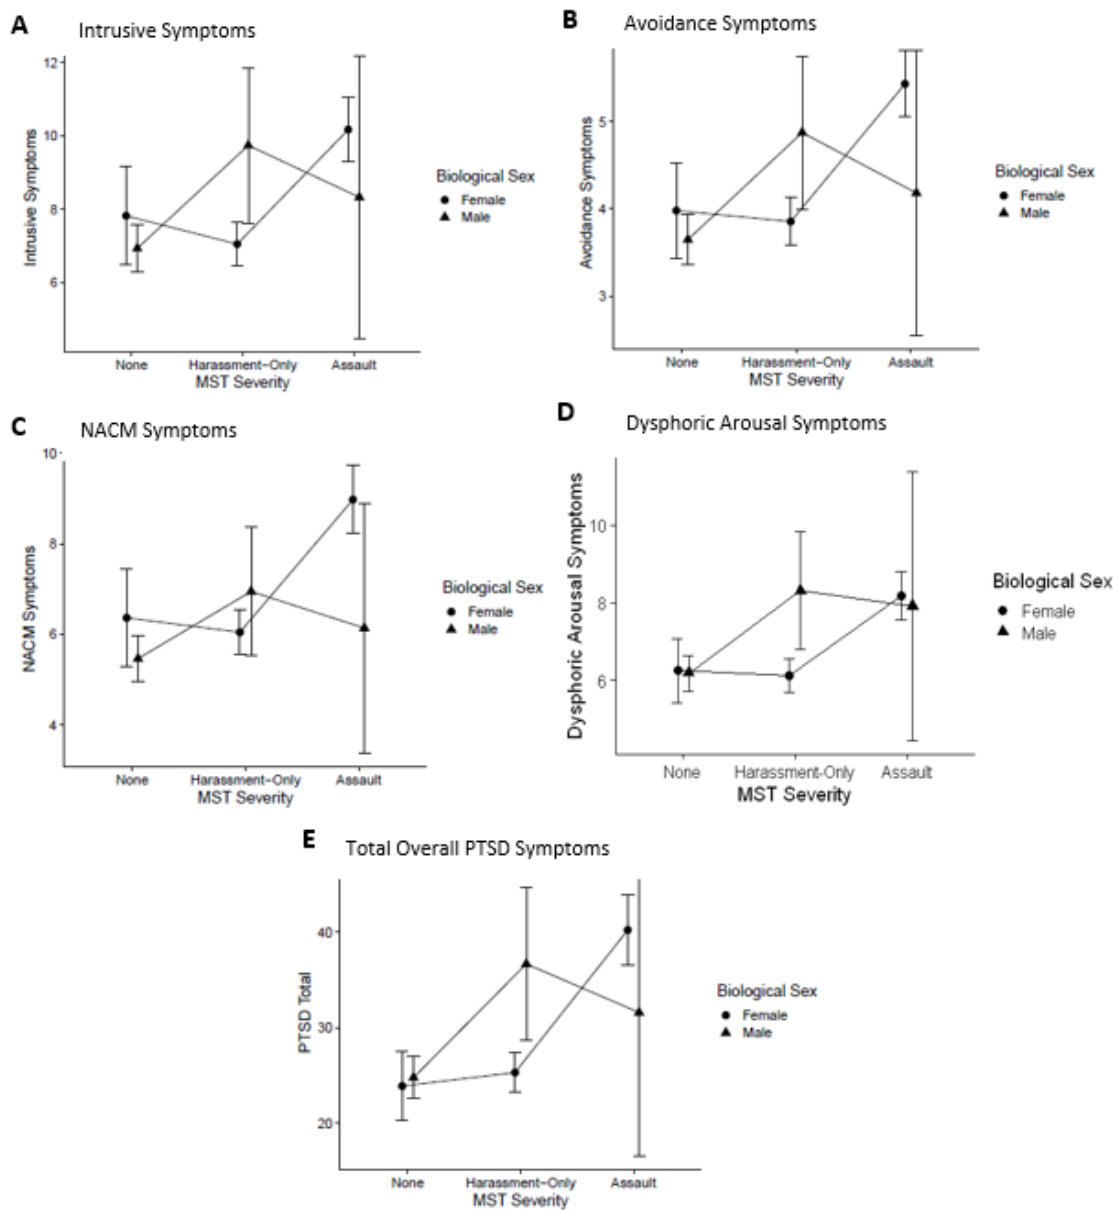 A Intrusive Symptoms
12
10
8
6
Intrusive Symptoms
None Harassment-Only Assault
MST Severity
Biological Sex
Female
Male
B Avoidance Symptoms
5
4
3
Avoidance Symptoms
None Harassment-Only Assault
MST Severity
Biological Sex
Female
Male
C NACM Symptoms
10
8
6
4
NACM Symptoms
None Harassment-Only Assault
MST Severity
Biological Sex
Female
Male
D Dysphoric Arousal Symptoms
10
8
6
Dysphoric Arousal Symptoms
None Harassment-Only Assault
MST Severity
Biological Sex
Female
Male
E Total Overall PTSD Symptoms
40
30
20
PTSD Total
None Harassment-Only Assault
MST Severity
Biological Sex
Female
Male